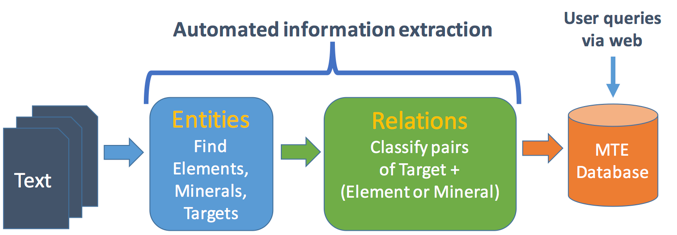 Automated information extraction
User queries
via web
Text
Entities
Find
Elements,
Minerals,
Targets
Relations
Classify pairs
of Target +
(Element or Mineral)
MTE
Database